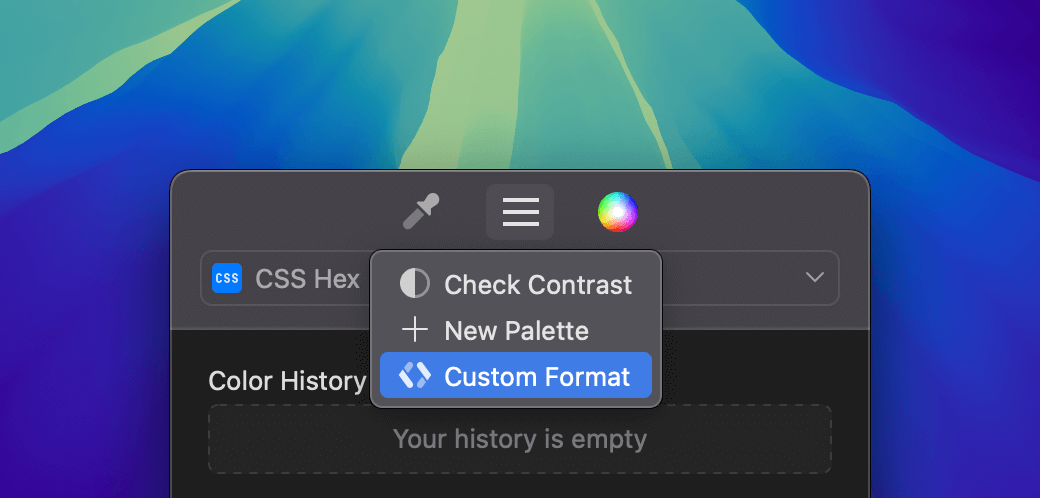 CSS CSS Hex
Check Contrast
New Palette
Custom Format
Color History
Your history is empty